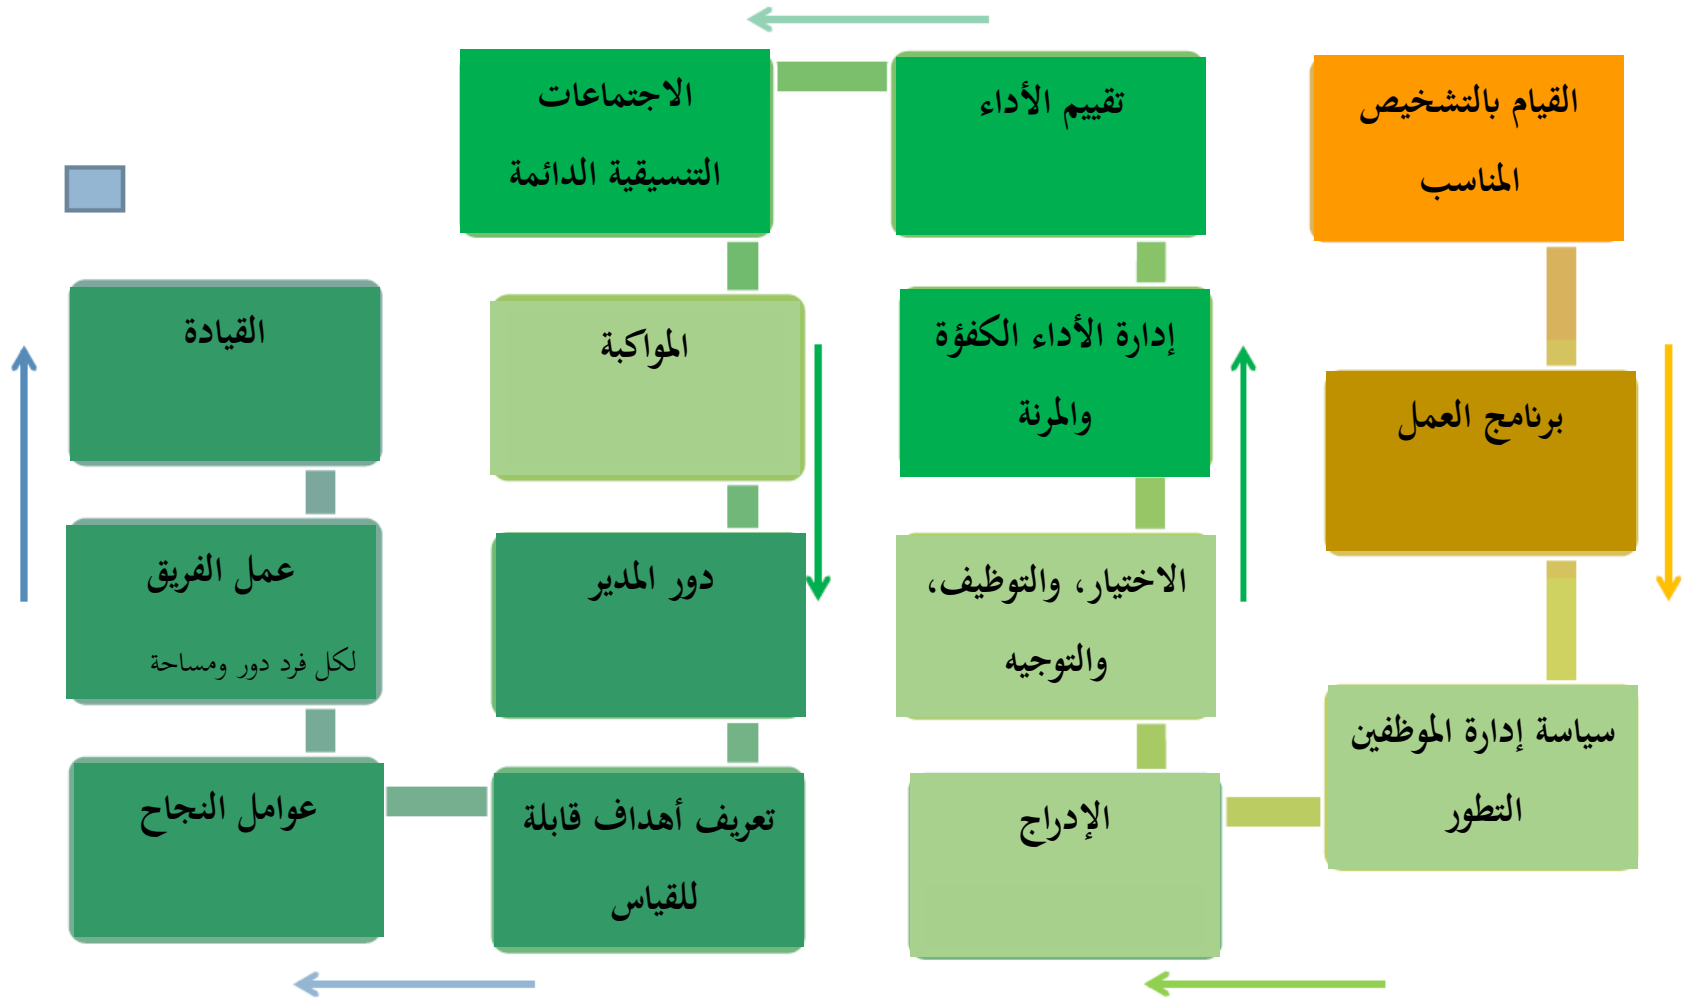 القيام بالتشخيص
المناسب
برنامج العمل
سياسة إدارة الموظفين
التطور
الإدراج
الاختيار، والتوظيف،
والتوجيه
إدارة الأداء الكفؤة
والمرنة
تقييم الأداء
الاجتماعات
التنسيقية الدائمة
المواكبة
دور المدير
تعريف أهداف قابلة
للقياس
عوامل النجاح
عمل الفريق
لكل فرد دور ومساحة
القيادة